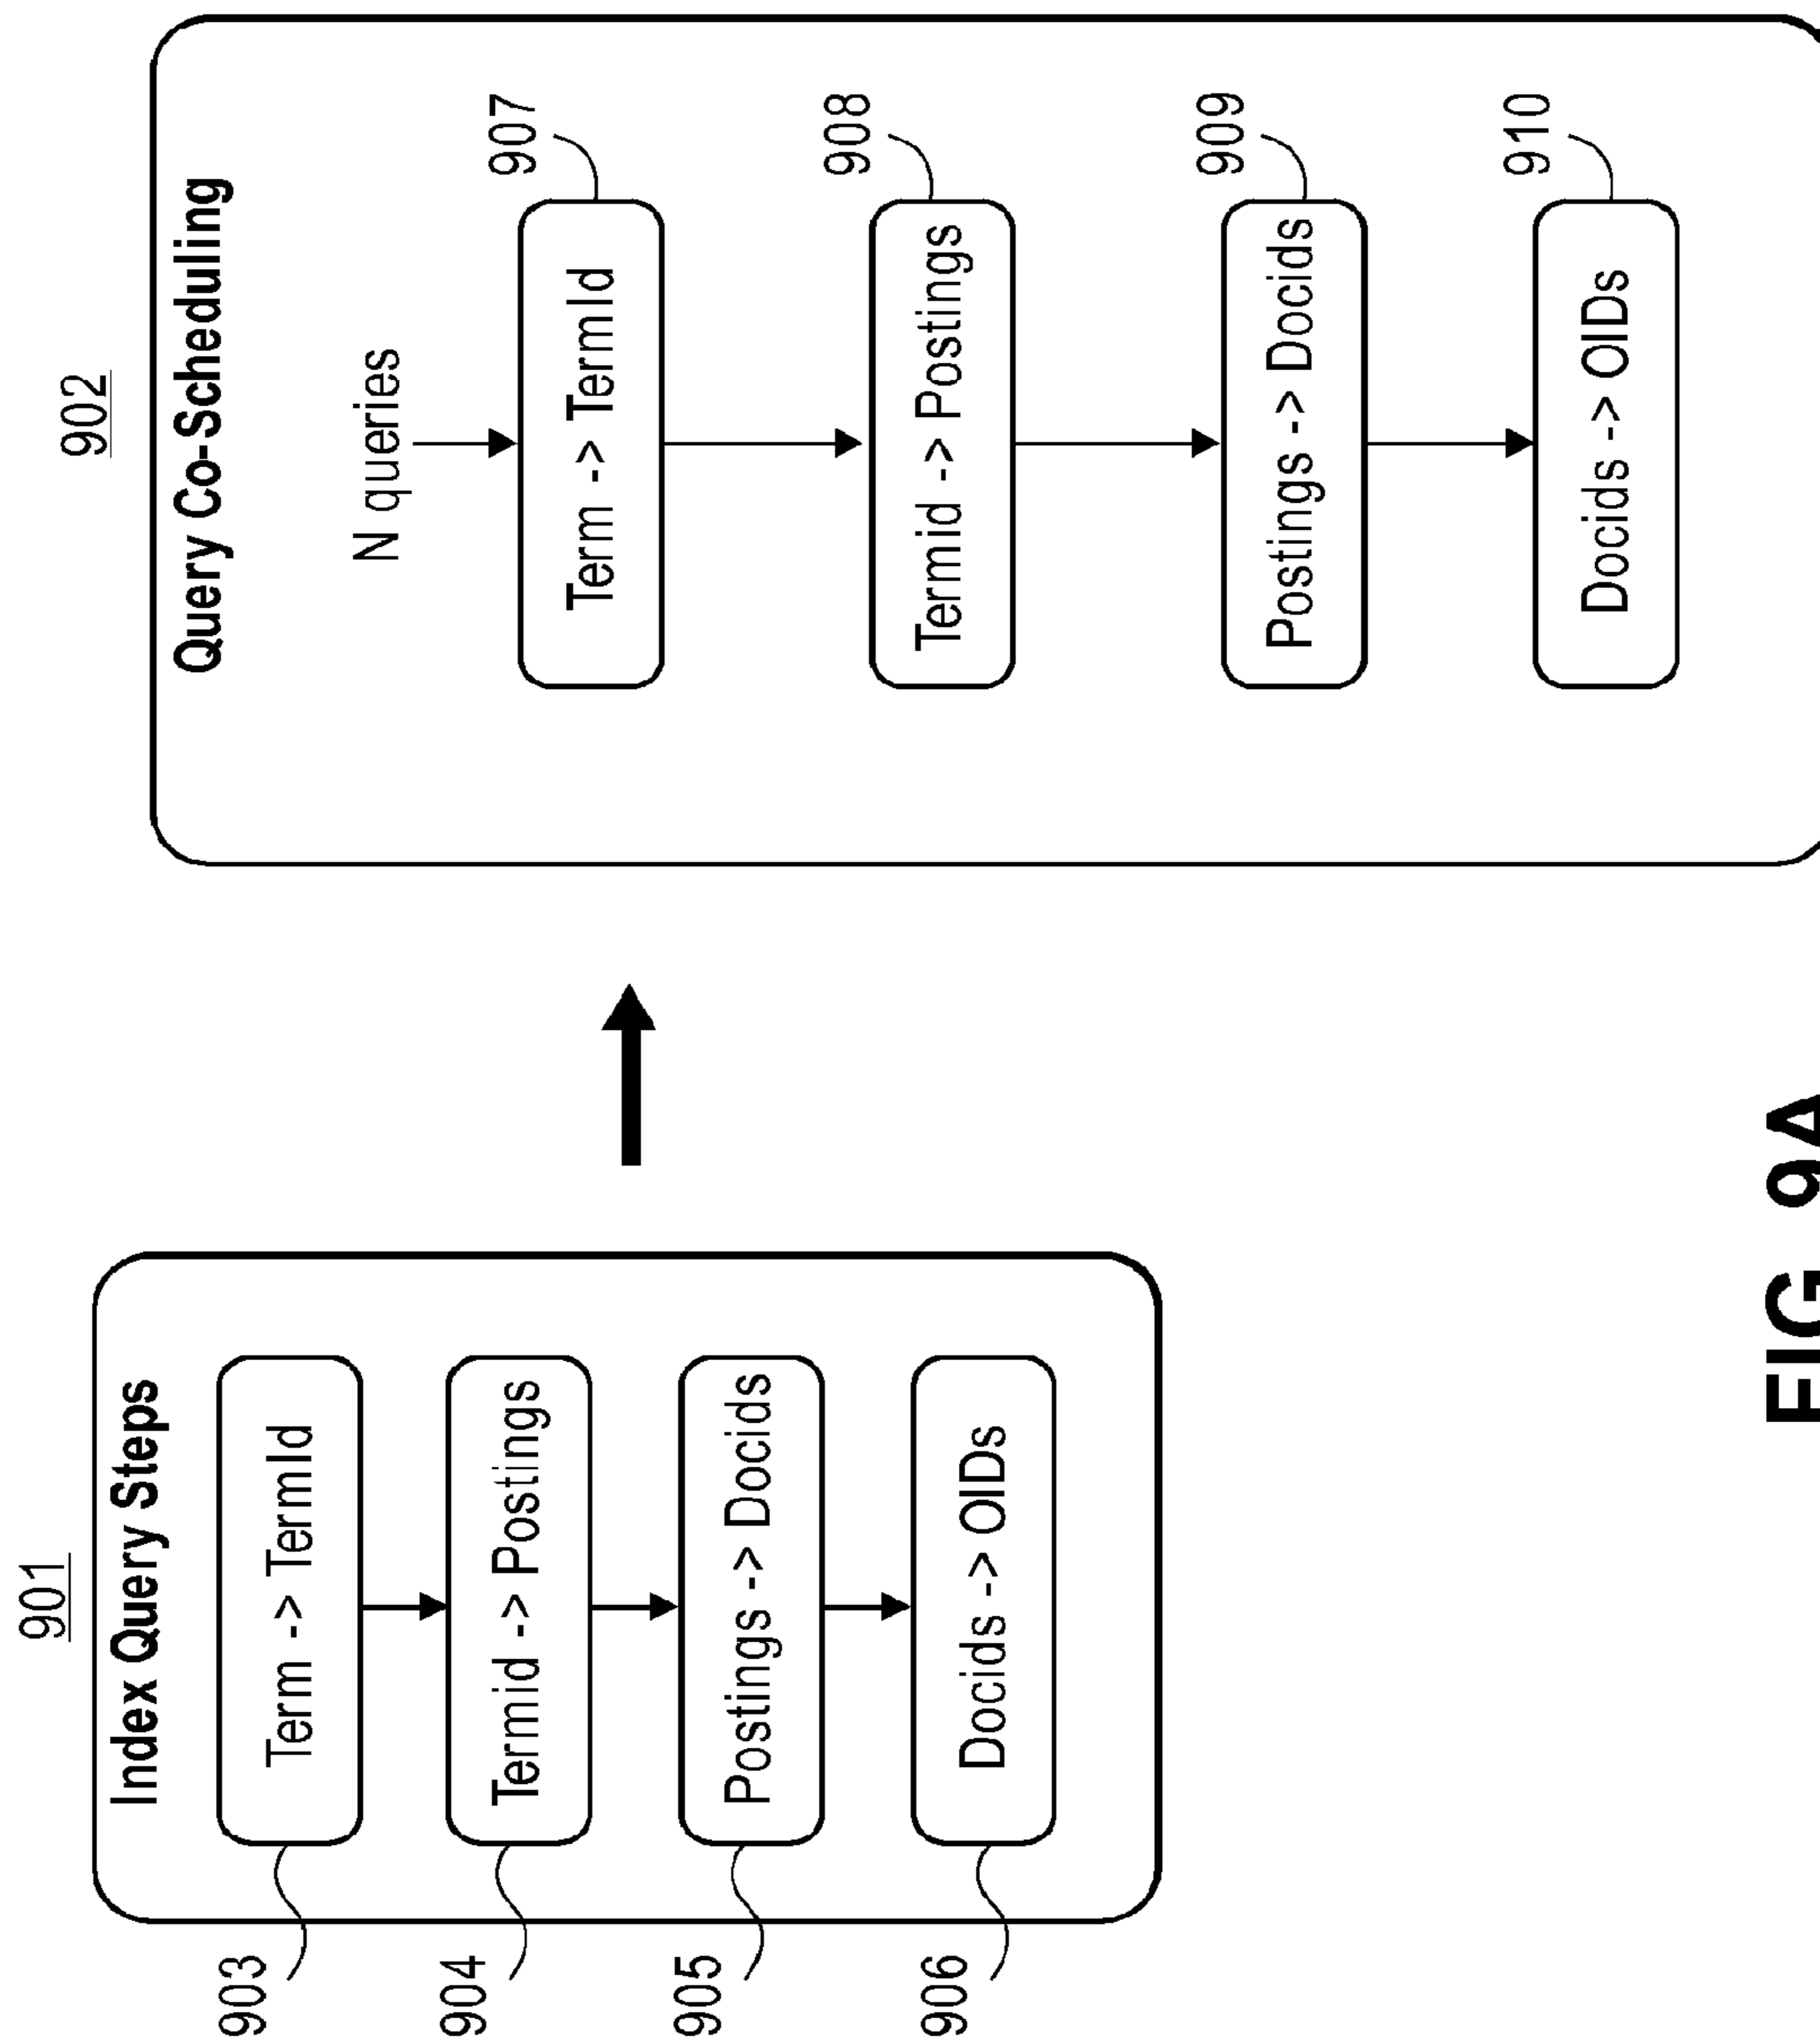 901
Index Query Steps
903
Term -> TermId
904
Termid -> Postings
905
Postings -> Docids
906
Docids -> OIDs
902
Query Co-Scheduling
N queries
907
Term -> TermId
908
Termid -> Postings
909
Postings -> Docids
910
Docids -> OIDs
FIG. 9A